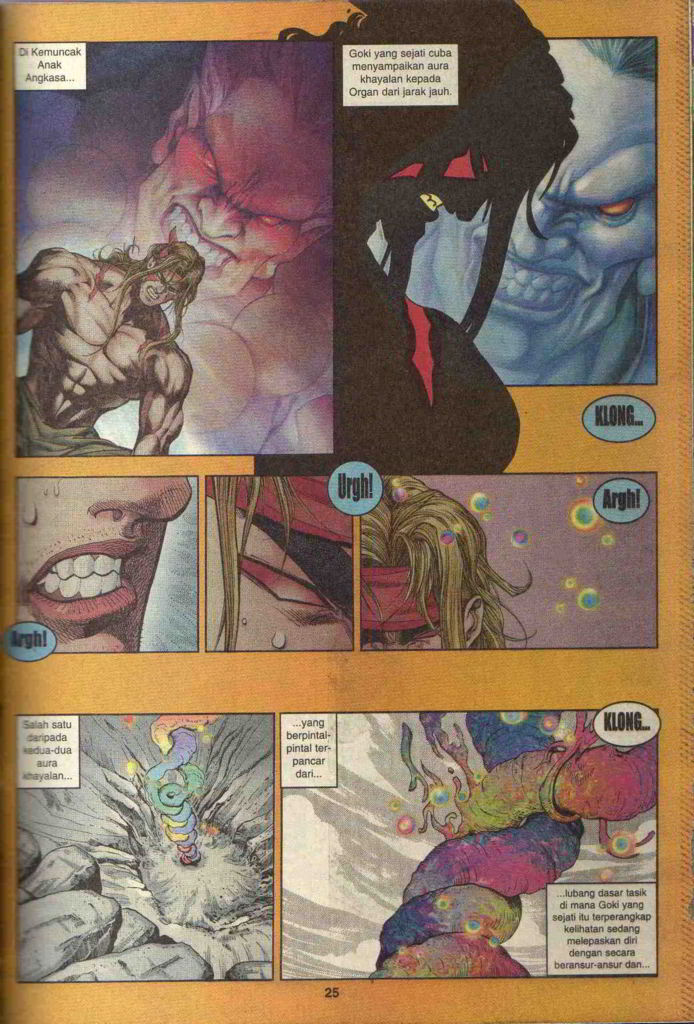 Di Kemuncak
Anak
Angkasa...
Goki yang sejati cuba
menyampaikan aura
khayalan kepada
Organ dari jarak jauh.
KLONG...
Urgh!
Argh!
Argh!
Salah satu
daripada
kedua-dua
aura
khayalan...
...yang
berpintal-
pintal ter-
pancar
dari...
KLONG...
...lubang dasar tasik
di mana Goki yang
sejati itu terperangkap
kelihatan sedang
melepaskan diri
dengan secara
beransur-ansur dan...
25